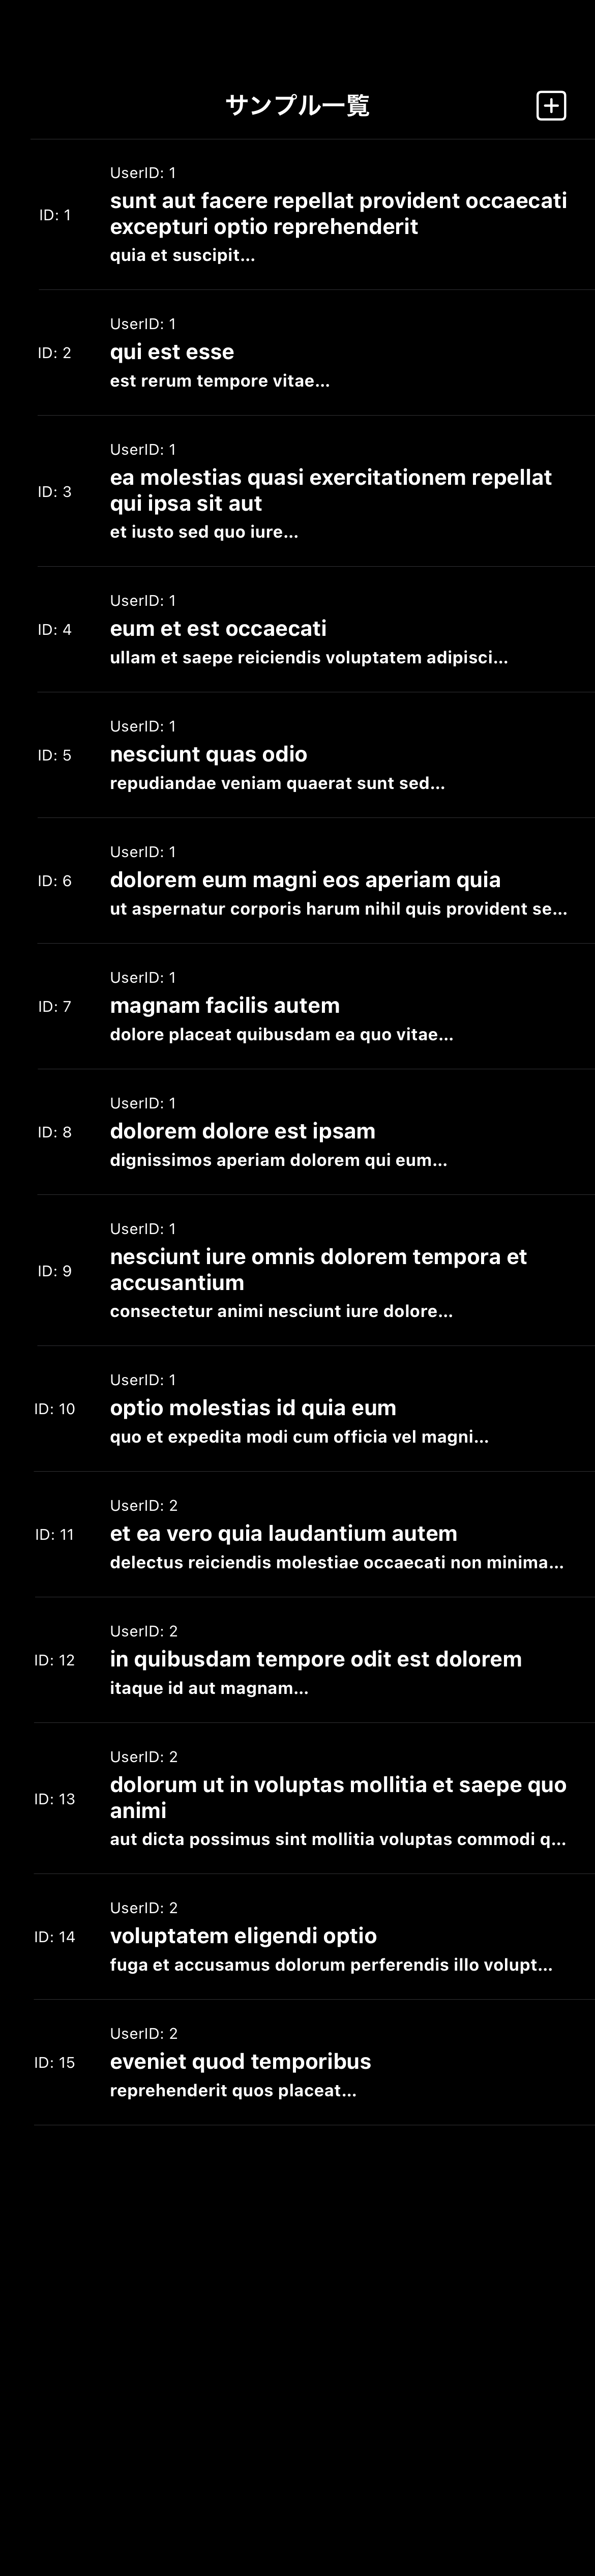 サンプル一覧
UserID: 1
ID: 1
sunt aut facere repellat provident occaecati
excepturi optio reprehenderit
quia et suscipit...
UserID: 1
ID: 2
qui est esse
est rerum tempore vitae...
UserID: 1
ID: 3
ea molestias quasi exercitationem repellat
qui ipsa sit aut
et iusto sed quo iure...
UserID: 1
ID: 4
eum et est occaecati
ullam et saepe reiciendis voluptatem adipisci...
UserID: 1
ID: 5
nesciunt quas odio
repudiandae veniam quaerat sunt sed...
UserID: 1
ID: 6
dolorem eum magni eos aperiam quia
ut aspernatur corporis harum nihil quis provident se...
UserID: 1
ID: 7
magnam facilis autem
dolore placeat quibusdam ea quo vitae...
UserID: 1
ID: 8
dolorem dolore est ipsam
dignissimos aperiam dolorem qui eum...
UserID: 1
ID: 9
nesciunt iure omnis dolorem tempora et
accusantium
consectetur animi nesciunt iure dolore...
UserID: 1
ID: 10
optio molestias id quia eum
quo et expedita modi cum officia vel magni...
UserID: 2
ID: 11
et ea vero quia laudantium autem
delectus reiciendis molestiae occaecati non minima...
UserID: 2
ID: 12
in quibusdam tempore odit est dolorem
itaque id aut magnam...
UserID: 2
ID: 13
dolorum ut in voluptas mollitia et saepe quo
animi
aut dicta possimus sint mollitia voluptas commodi q...
UserID: 2
ID: 14
voluptatem eligendi optio
fuga et accusamus dolorum perferendis illo volupt...
UserID: 2
ID: 15
eveniet quod temporibus
reprehenderit quos placeat...